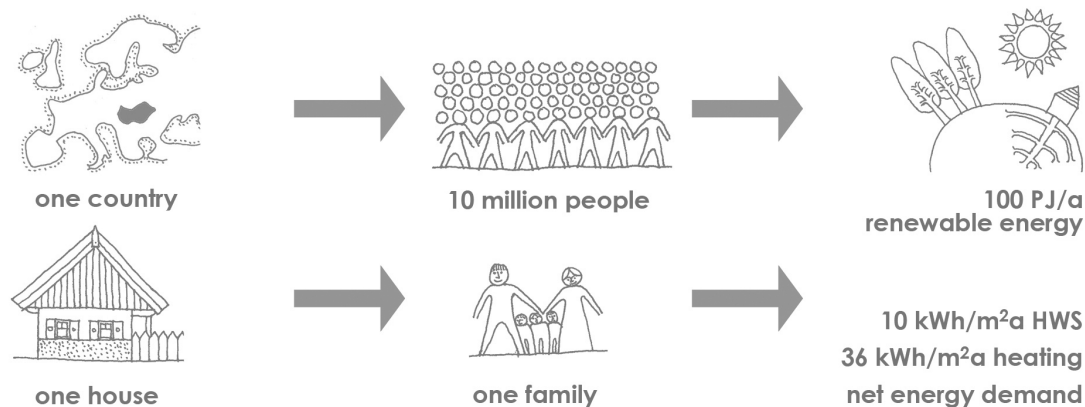 one country
10 million people
100 PJ/a
renewable energy
one house
one family
10 kWh/m²a HWS
36 kWh/m²a heating
net energy demand